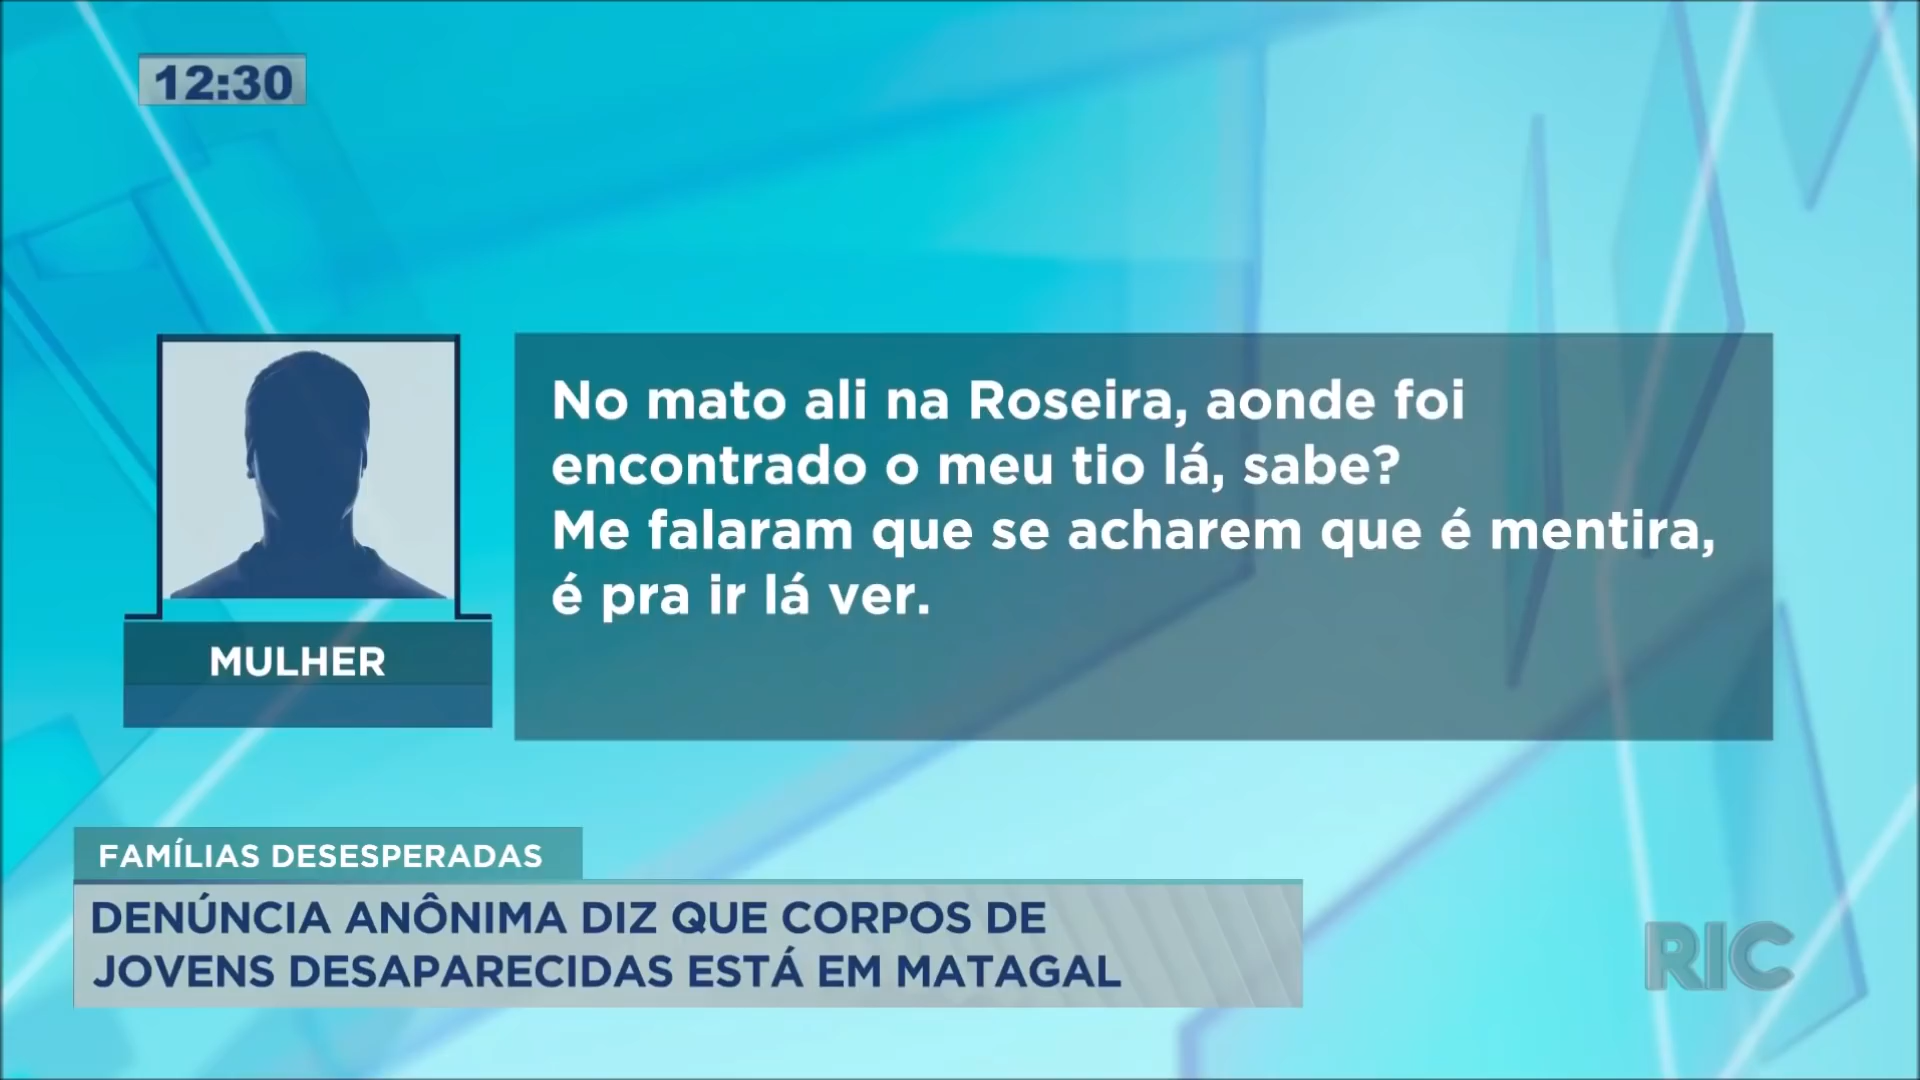 12:30
No mato ali na Roseira, aonde foi
encontrado o meu tio lá, sabe?
Me falaram que se acharem que é mentira,
é pra ir lá ver.
MULHER
FAMÍLIAS DESESPERADAS
DENÚNCIA ANÔNIMA DIZ QUE CORPOS DE
JOVENS DESAPARECIDAS ESTÁ EM MATAGAL
RIC